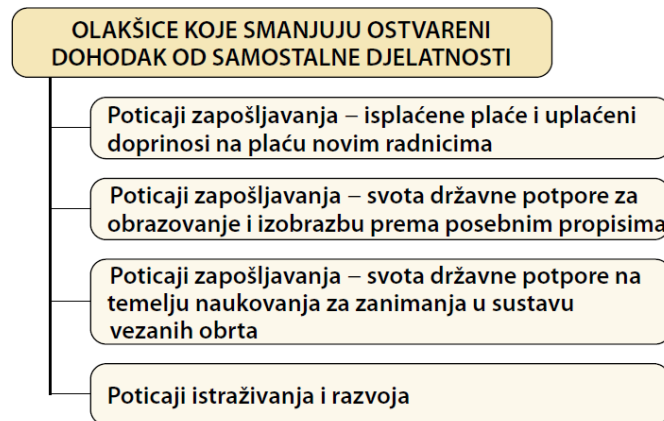 OLAKŠICE KOJE SMANJUJU OSTVARENI
DOHODAK OD SAMOSTALNE DJELATNOSTI
Poticaji zapošljavanja – isplaćene plaće i uplaćeni
doprinosi na plaću novim radnicima
Poticaji zapošljavanja – svota državne potpore za
obrazovanje i izobrazbu prema posebnim propisima
Poticaji zapošljavanja – svota državne potpore na
temelju naukovanja za zanimanja u sustavu
vezanih obrta
Poticaji istraživanja i razvoja